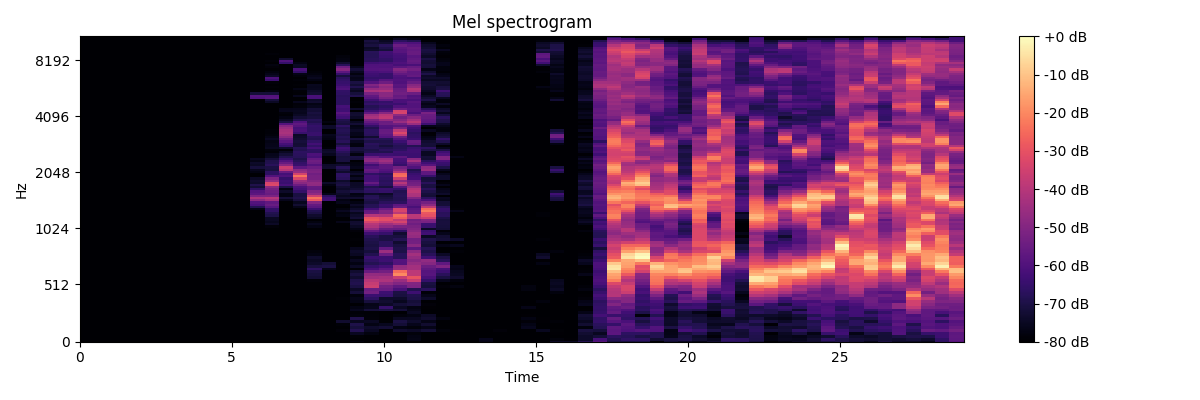 Mel spectrogram
8192
4096
2048
1024
512
0
Hz
0 5 10 15 20 25
Time
+0 dB
-10 dB
-20 dB
-30 dB
-40 dB
-50 dB
-60 dB
-70 dB
-80 dB